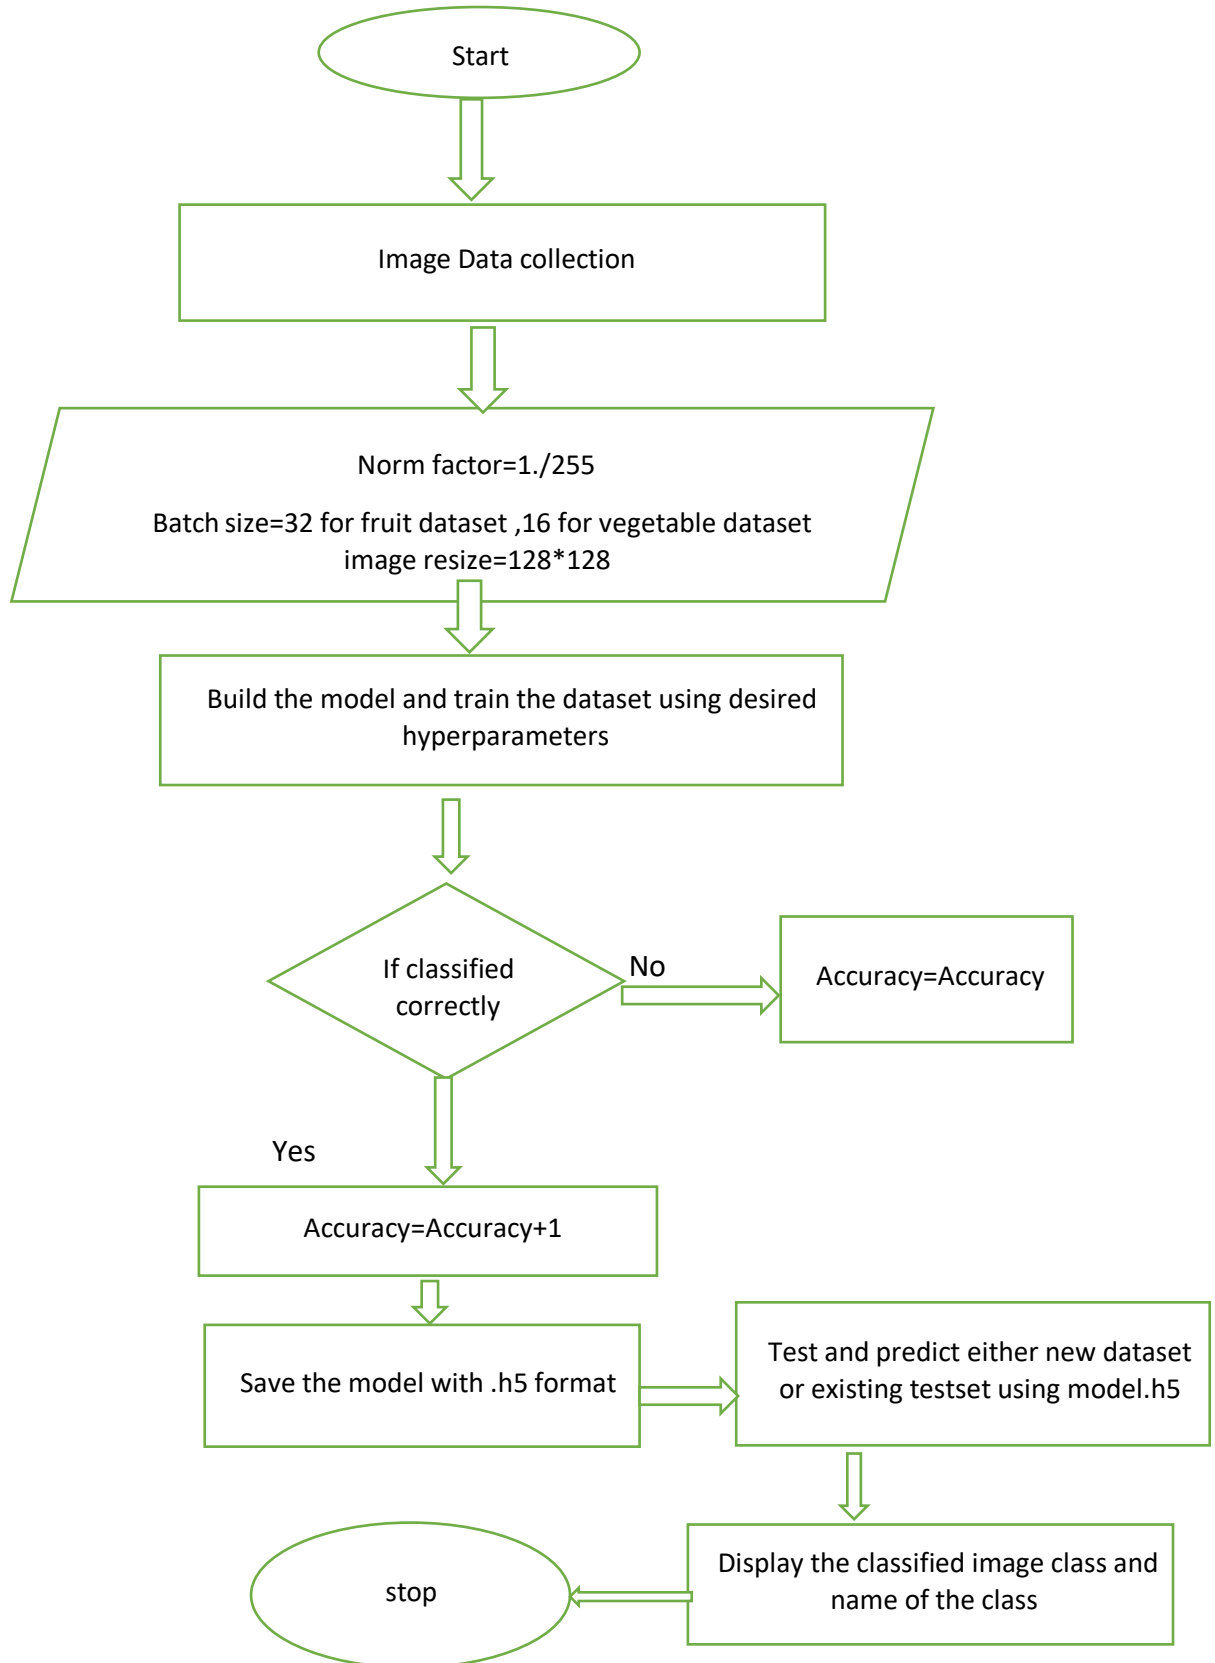 Start
Image Data collection
Norm factor=1./255
Batch size=32 for fruit dataset ,16 for vegetable dataset
image resize=128*128
Build the model and train the dataset using desired
hyperparameters
If classified
correctly
No
Accuracy=Accuracy
Yes
Accuracy=Accuracy+1
Save the model with .h5 format
Test and predict either new dataset
or existing testset using model.h5
Display the classified image class and
name of the class
stop